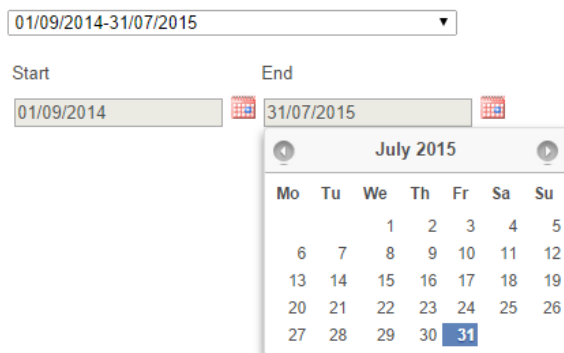 01/09/2014-31/07/2015
Start End
01/09/2014 31/07/2015
July 2015
Mo Tu We Th Fr Sa Su
1 2 3 4 5
6 7 8 9 10 11 12
13 14 15 16 17 18 19
20 21 22 23 24 25 26
27 28 29 30 31